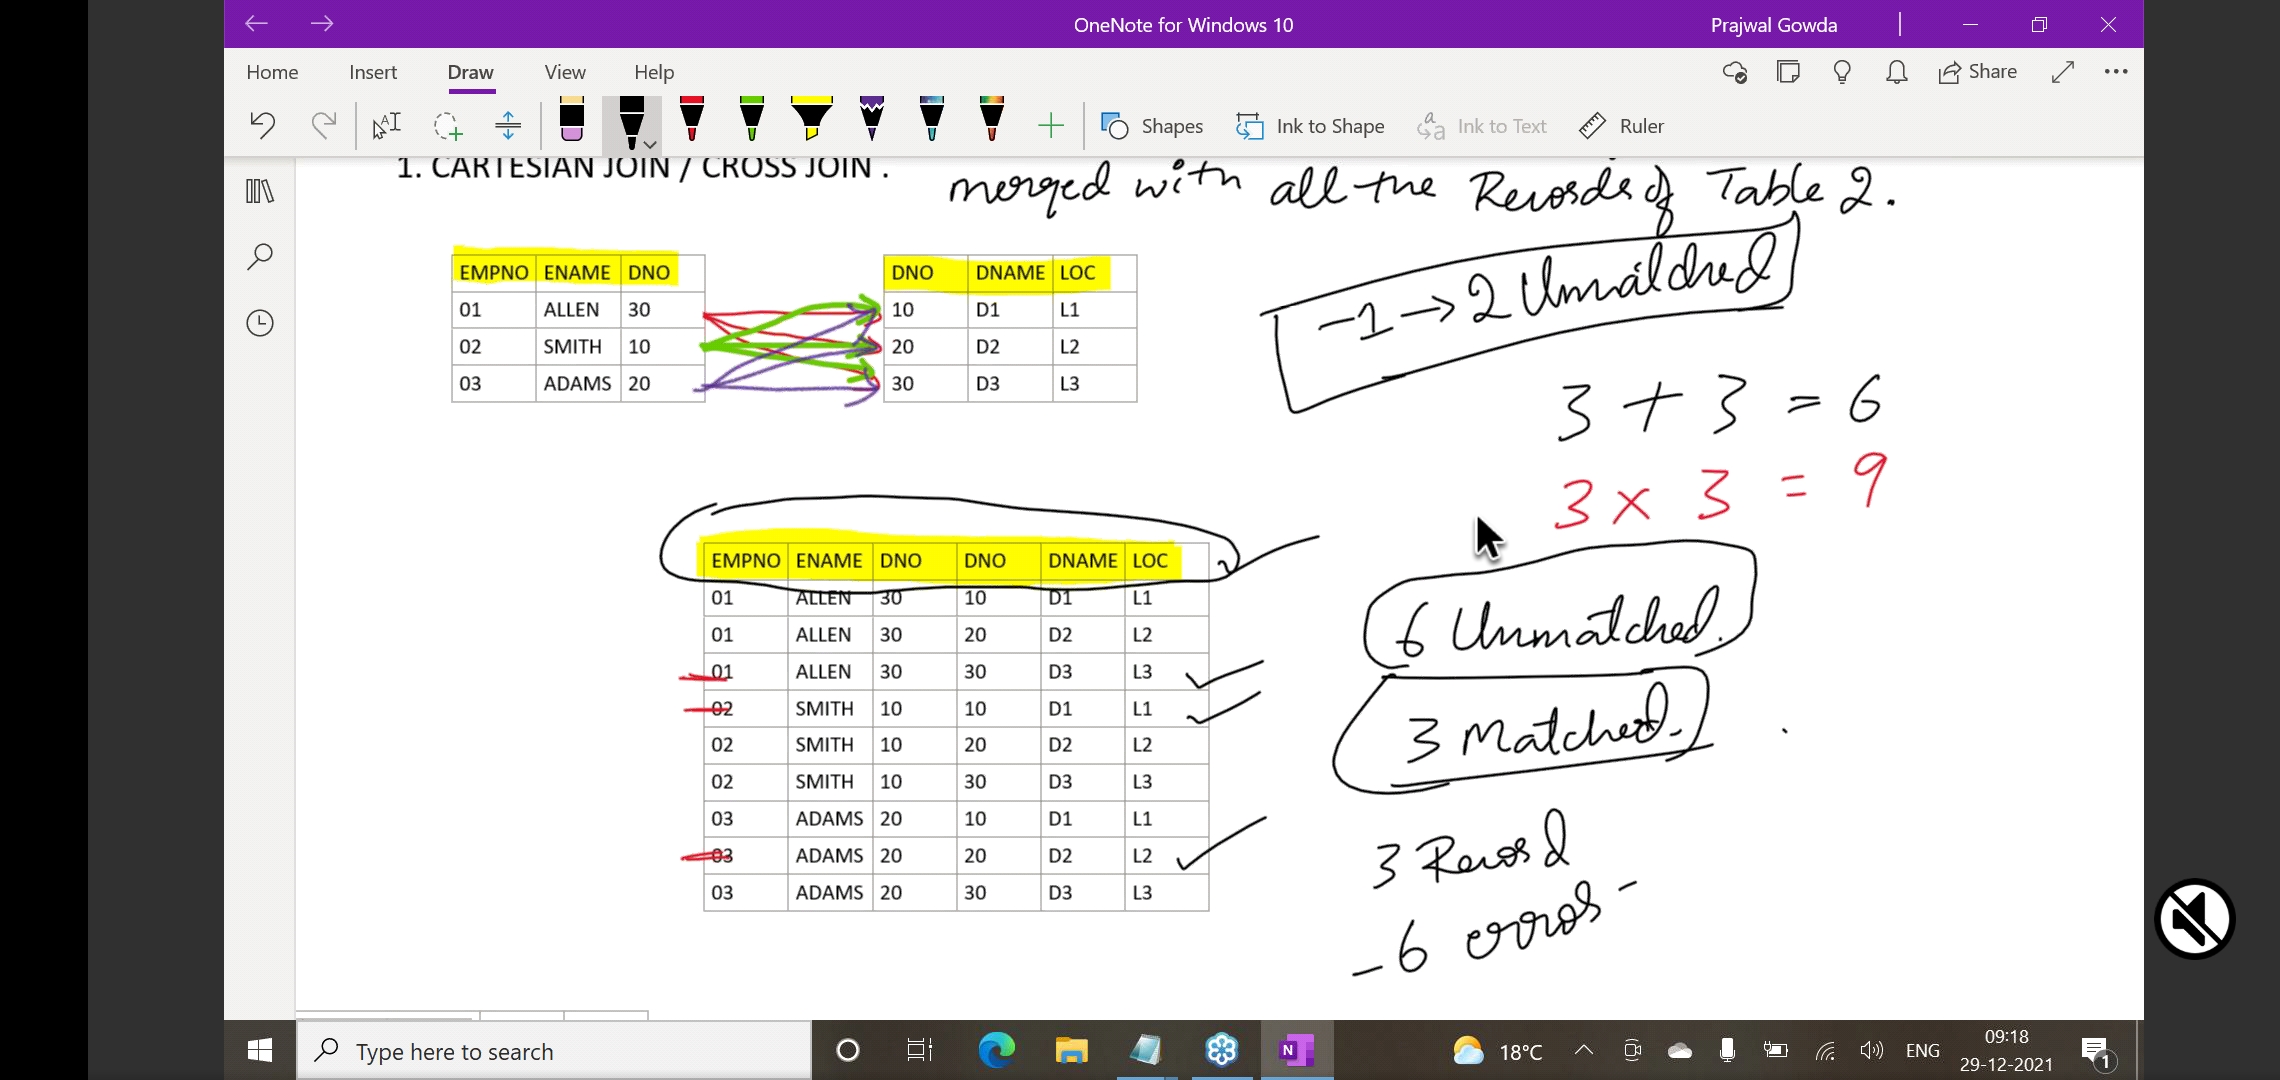 OneNote for Windows 10
Prajwal Gowda
Home Insert Draw View Help
Share
Shapes Ink to Shape Ink to Text Ruler
1. CARTESIAN JOIN / CROSS JOIN .
merged with all the Records of Table 2.
EMPNO ENAME DNO
01 ALLEN 30
02 SMITH 10
03 ADAMS 20
DNO DNAME LOC
10 D1 L1
20 D2 L2
30 D3 L3
-1 → 2 Unmatched
3 + 3 = 6
3 x 3 = 9
EMPNO ENAME DNO DNO DNAME LOC
01 ALLEN 30 10 D1 L1
01 ALLEN 30 20 D2 L2
01 ALLEN 30 30 D3 L3
02 SMITH 10 10 D1 L1
02 SMITH 10 20 D2 L2
02 SMITH 10 30 D3 L3
03 ADAMS 20 10 D1 L1
03 ADAMS 20 20 D2 L2
03 ADAMS 20 30 D3 L3
6 Unmatched.
3 Matched.
3 Record
- 6 error -
Type here to search
N
18°C
ENG
09:18
29-12-2021
1